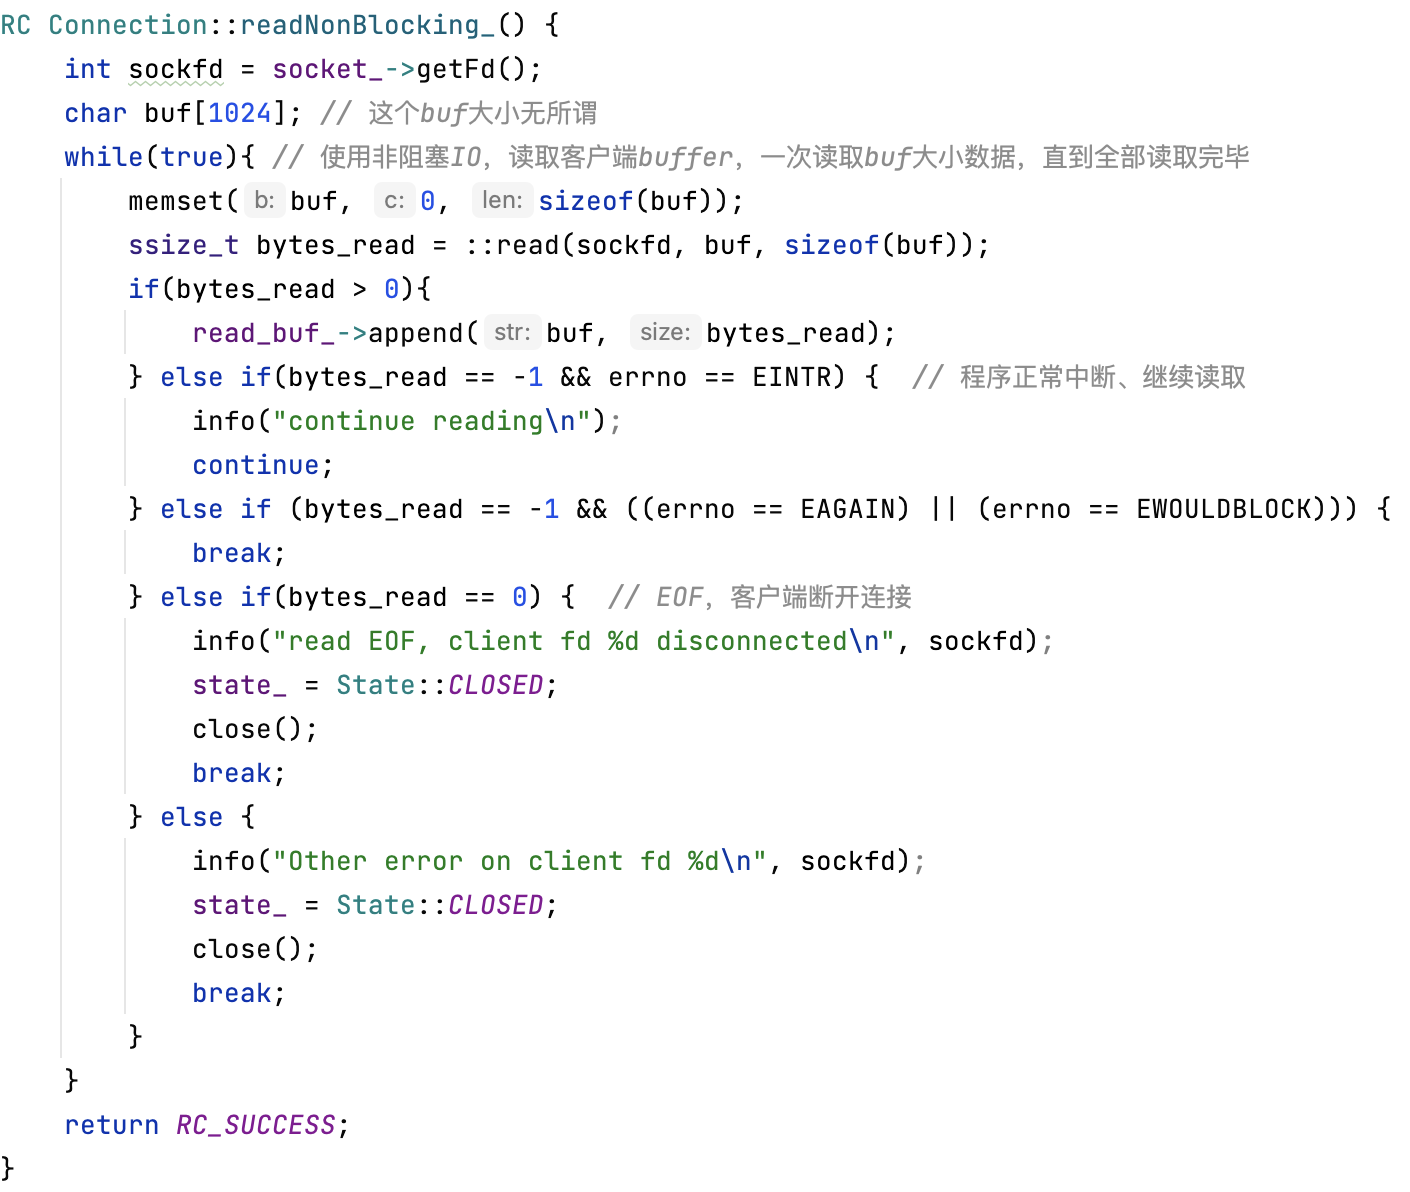 RC Connection::readNonBlocking_() {
    int sockfd = socket_->getFd();
    char buf[1024]; // 这个buf大小无所谓
    while(true){ // 使用非阻塞IO，读取客户端buffer，一次读取buf大小数据，直到全部读取完毕
        memset( b: buf, c: 0, len: sizeof(buf));
        ssize_t bytes_read = ::read(sockfd, buf, sizeof(buf));
        if(bytes_read > 0){
            read_buf_->append( str: buf, size: bytes_read);
        } else if(bytes_read == -1 && errno == EINTR) {  // 程序正常中断、继续读取
            info("continue reading\n");
            continue;
        } else if (bytes_read == -1 && ((errno == EAGAIN) || (errno == EWOULDBLOCK))) {
            break;
        } else if(bytes_read == 0) {  // EOF，客户端断开连接
            info("read EOF, client fd %d disconnected\n", sockfd);
            state_ = State::CLOSED;
            close();
            break;
        } else {
            info("Other error on client fd %d\n", sockfd);
            state_ = State::CLOSED;
            close();
            break;
        }
    }
    return RC_SUCCESS;
}